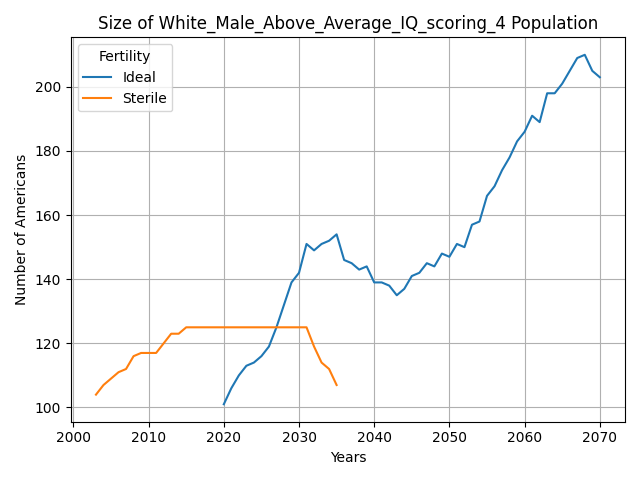 Size of White_Male_Above_Average_IQ_scoring_4 Population
Fertility
Ideal
Sterile
Number of Americans
200
180
160
140
120
100
2000 2010 2020 2030 2040 2050 2060 2070
Years